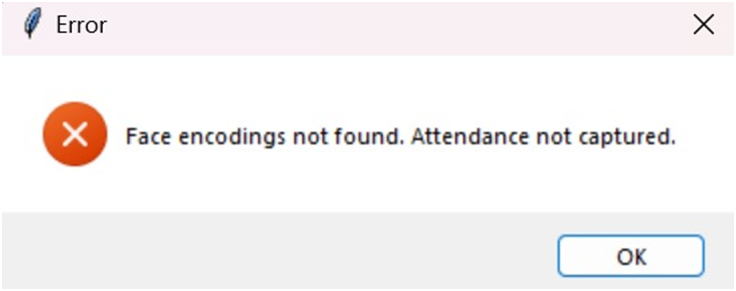 Error
Face encodings not found. Attendance not captured.
OK